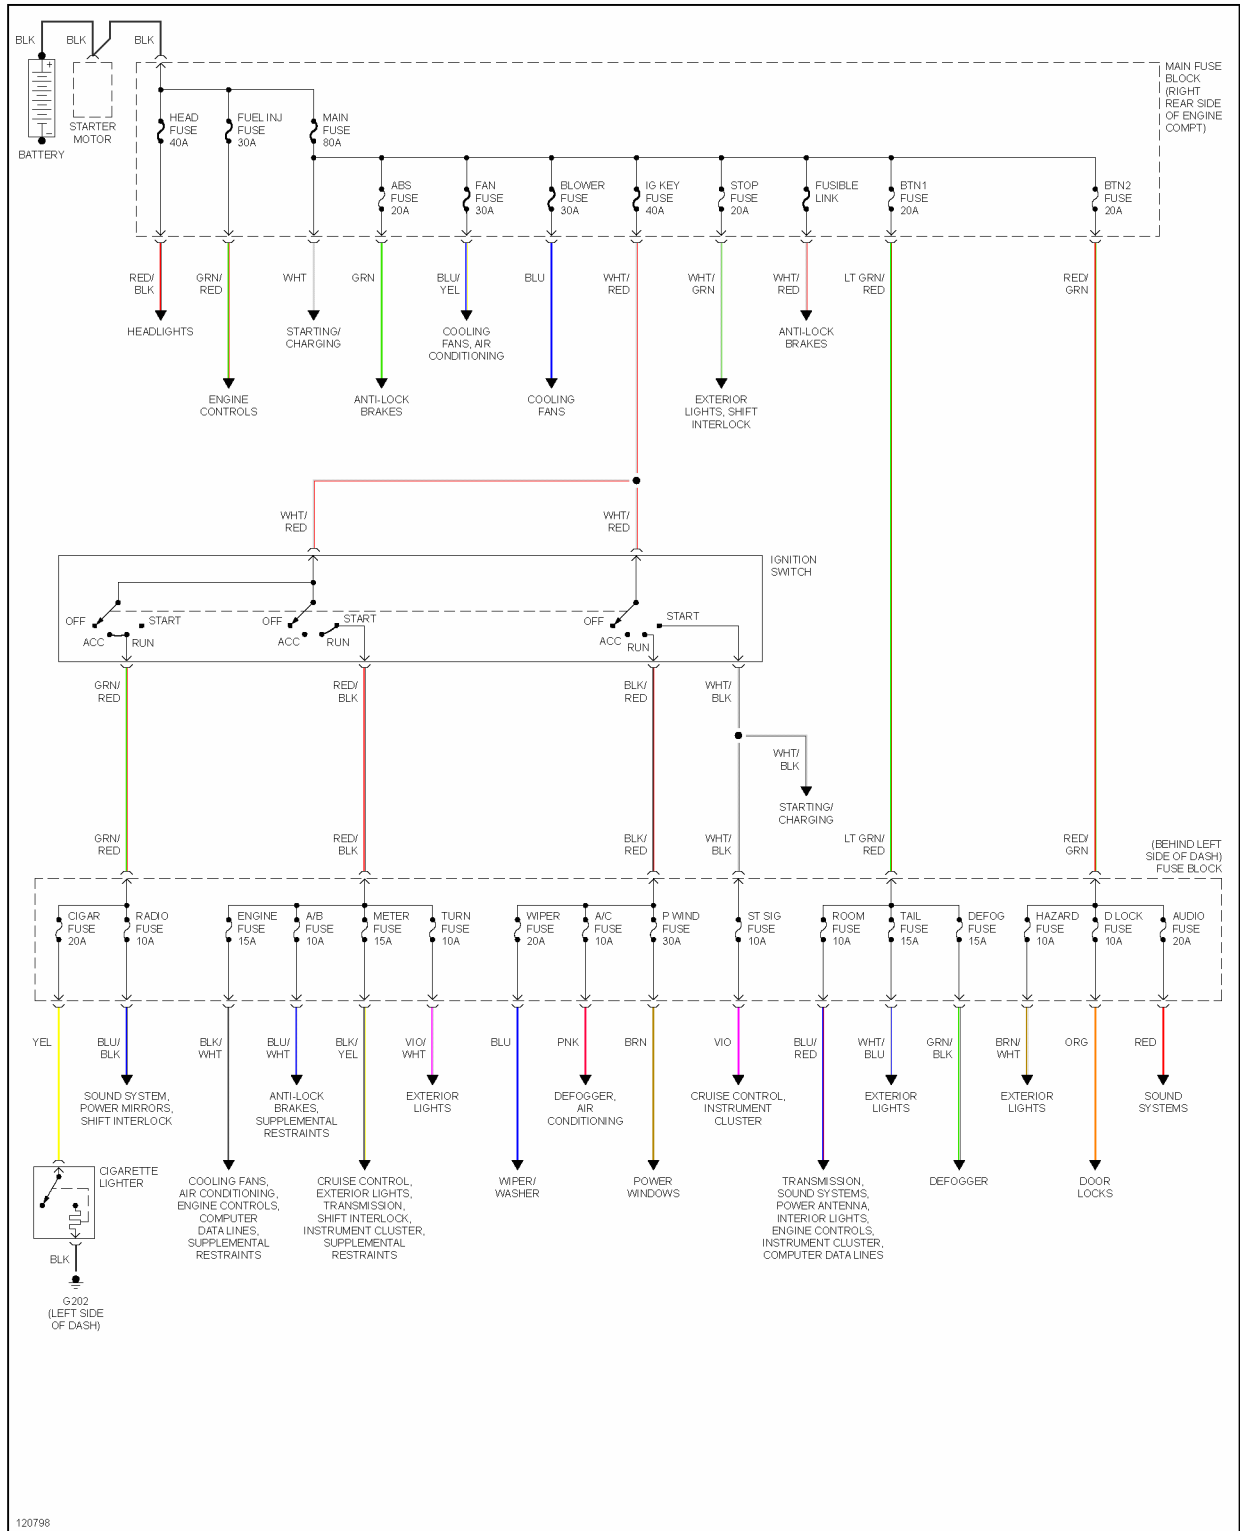 BLK
BLK
BLK
+
-
BATTERY
STARTER
MOTOR
MAIN FUSE
BLOCK
(RIGHT
REAR SIDE
OF ENGINE
COMPT)
HEAD
FUSE
40A
FUEL INJ
FUSE
30A
MAIN
FUSE
80A
ABS
FUSE
20A
FAN
FUSE
30A
BLOWER
FUSE
30A
IG KEY
FUSE
40A
STOP
FUSE
20A
FUSIBLE
LINK
BTN1
FUSE
20A
BTN2
FUSE
20A
RED/
BLK
GRN/
RED
WHT
GRN
BLU/
YEL
BLU
WHT/
RED
WHT/
GRN
WHT/
RED
LT GRN/
RED
RED/
GRN
HEADLIGHTS
STARTING/
CHARGING
COOLING
FANS, AIR
CONDITIONING
ANTI-LOCK
BRAKES
ENGINE
CONTROLS
ANTI-LOCK
BRAKES
COOLING
FANS
EXTERIOR
LIGHTS, SHIFT
INTERLOCK
WHT/
RED
WHT/
RED
IGNITION
SWITCH
OFF
START
ACC
RUN
OFF
START
ACC
RUN
OFF
START
ACC
RUN
GRN/
RED
RED/
BLK
BLK/
RED
WHT/
BLK
WHT/
BLK
STARTING/
CHARGING
GRN/
RED
RED/
BLK
BLK/
RED
WHT/
BLK
LT GRN/
RED
RED/
GRN
(BEHIND LEFT
SIDE OF DASH)
FUSE BLOCK
CIGAR
FUSE
20A
RADIO
FUSE
10A
ENGINE
FUSE
15A
A/B
FUSE
10A
METER
FUSE
15A
TURN
FUSE
10A
WIPER
FUSE
20A
A/C
FUSE
10A
P WIND
FUSE
30A
ST SIG
FUSE
10A
ROOM
FUSE
10A
TAIL
FUSE
15A
DEFOG
FUSE
15A
HAZARD
FUSE
10A
D LOCK
FUSE
10A
AUDIO
FUSE
20A
YEL
BLU/
BLK
BLK/
WHT
BLU/
WHT
BLK/
YEL
VIO/
WHT
BLU
PNK
BRN
VIO
BLU/
RED
WHT/
BLU
GRN/
BLK
BRN/
WHT
ORG
RED
SOUND SYSTEM,
POWER MIRRORS,
SHIFT INTERLOCK
ANTI-LOCK
BRAKES,
SUPPLEMENTAL
RESTRAINTS
EXTERIOR
LIGHTS
DEFOGGER,
AIR
CONDITIONING
CRUISE CONTROL,
INSTRUMENT
CLUSTER
EXTERIOR
LIGHTS
EXTERIOR
LIGHTS
SOUND
SYSTEMS
CIGARETTE
LIGHTER
COOLING FANS,
AIR CONDITIONING,
ENGINE CONTROLS,
COMPUTER
DATA LINES,
SUPPLEMENTAL
RESTRAINTS
CRUISE CONTROL,
EXTERIOR LIGHTS,
TRANSMISSION,
SHIFT INTERLOCK,
INSTRUMENT CLUSTER,
SUPPLEMENTAL
RESTRAINTS
WIPER/
WASHER
POWER
WINDOWS
TRANSMISSION,
SOUND SYSTEMS,
POWER ANTENNA,
INTERIOR LIGHTS,
ENGINE CONTROLS,
INSTRUMENT CLUSTER,
COMPUTER DATA LINES
DEFOGGER
DOOR
LOCKS
BLK
G202
(LEFT SIDE
OF DASH)
120798